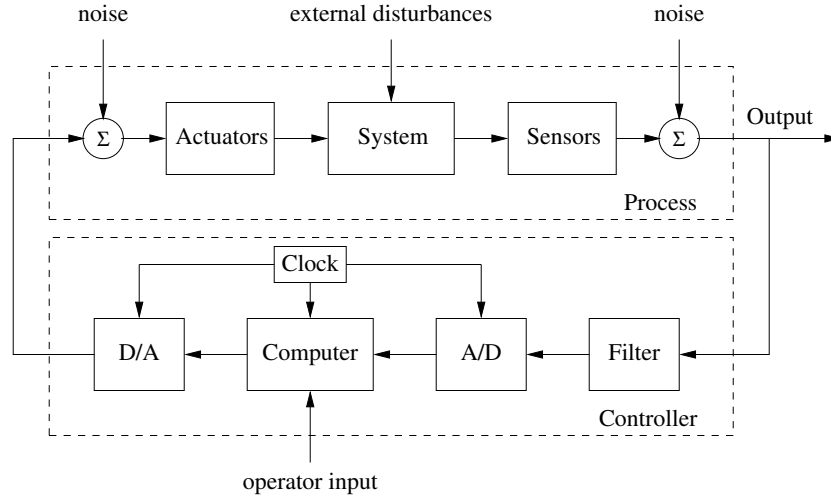 noise
external disturbances
noise
Σ
Actuators
System
Sensors
Σ
Output
Process
Clock
D/A
Computer
A/D
Filter
Controller
operator input